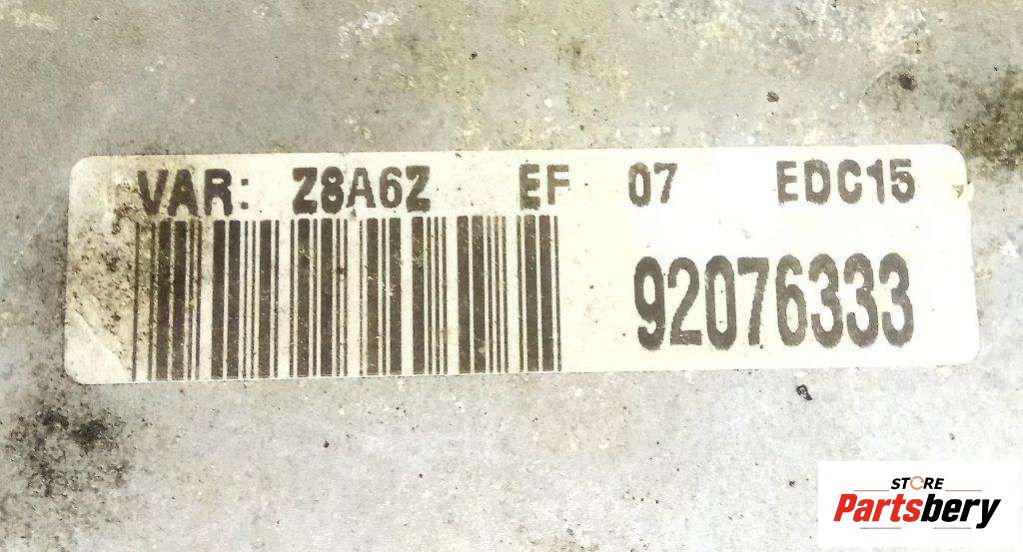 VAR: Z8A6Z EF 07 EDC15
92076333
STORE
Partsbery